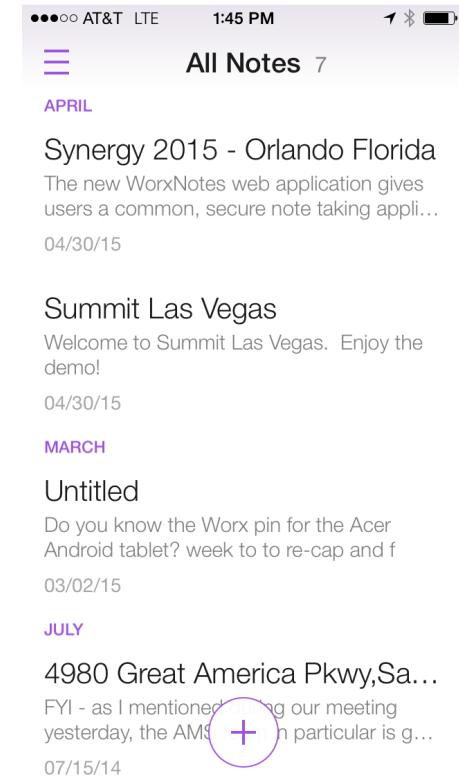 AT&T LTE 1:45 PM
All Notes 7
APRIL
Synergy 2015 - Orlando Florida
The new WorxNotes web application gives
users a common, secure note taking appli...
04/30/15
Summit Las Vegas
Welcome to Summit Las Vegas. Enjoy the
demo!
04/30/15
MARCH
Untitled
Do you know the Worx pin for the Acer
Android tablet? week to to re-cap and f
03/02/15
JULY
4980 Great America Pkwy,Sa...
FYI - as I mentioned during our meeting
yesterday, the AMS particular is g...
07/15/14